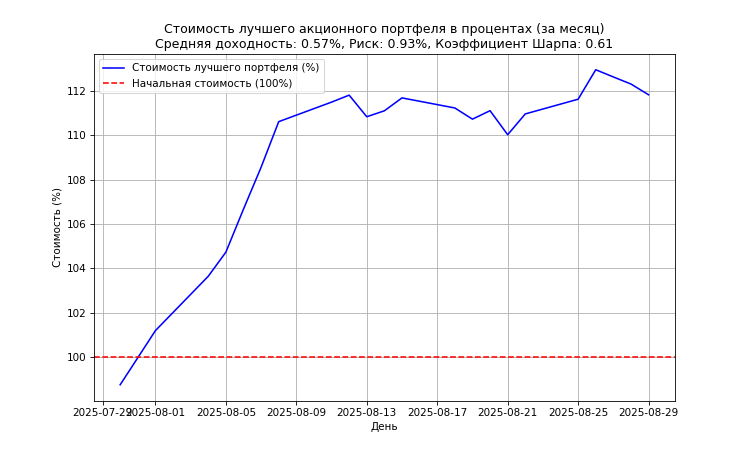 Стоимость лучшего акционного портфеля в процентах (за месяц)
Средняя доходность: 0.57%, Риск: 0.93%, Коэффициент Шарпа: 0.61
Стоимость лучшего портфеля (%)
Начальная стоимость (100%)
Стоимость (%)
112
110
108
106
104
102
100
2025-07-29 2025-08-01 2025-08-05 2025-08-09 2025-08-13 2025-08-17 2025-08-21 2025-08-25 2025-08-29
День